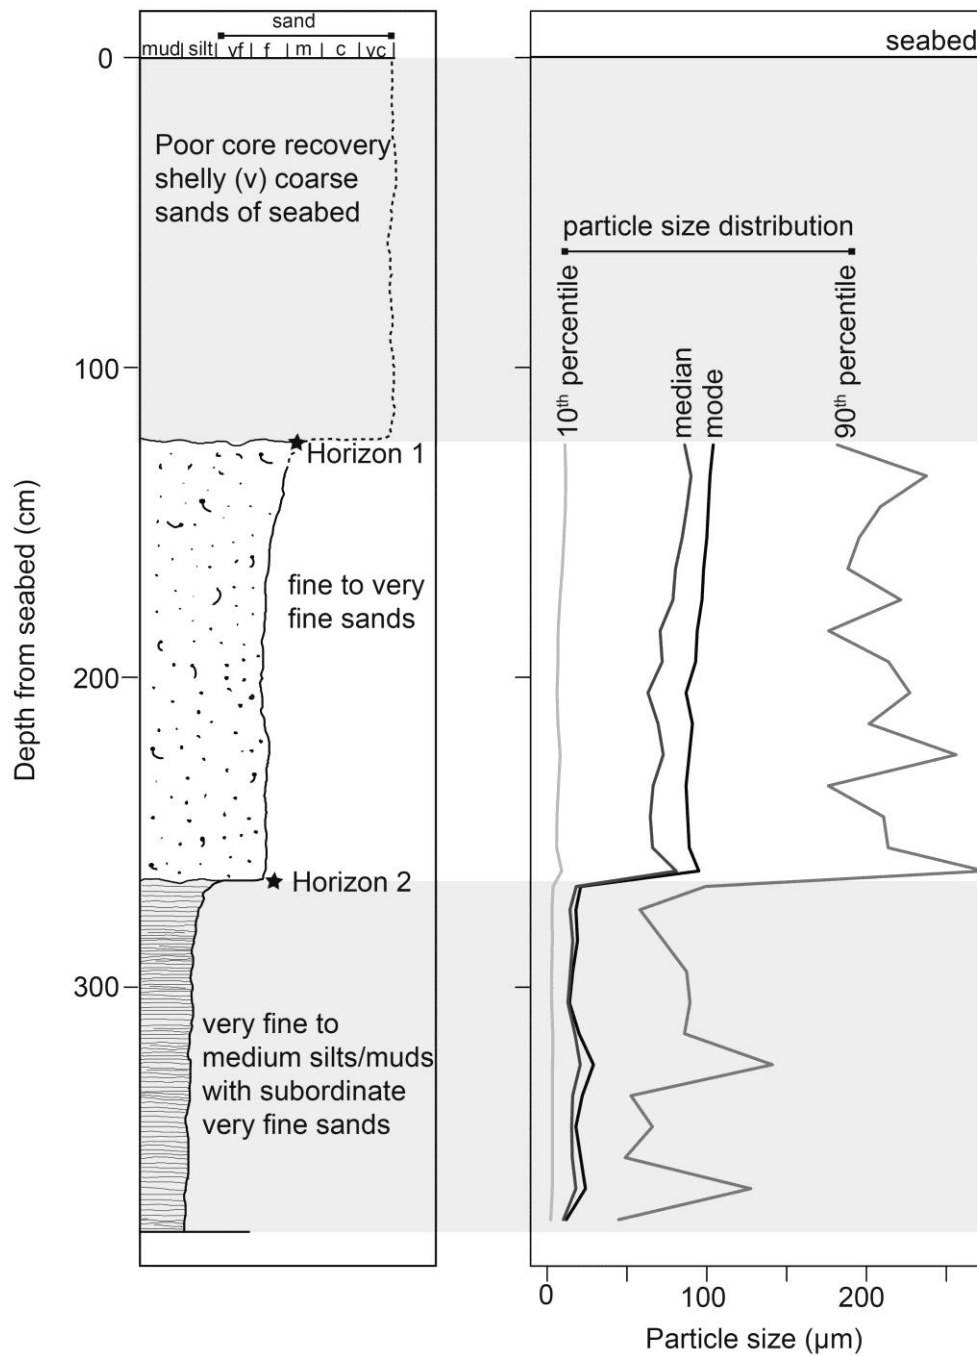 sand
mud silt vf f m c vc
seabed
0
Poor core recovery
shelly (v) coarse
sands of seabed
particle size distribution
10th percentile
median
mode
90th percentile
100
Horizon 1
Depth from seabed (cm)
fine to very
fine sands
200
Horizon 2
300
very fine to
medium silts/muds
with subordinate
very fine sands
0 100 200
Particle size (µm)